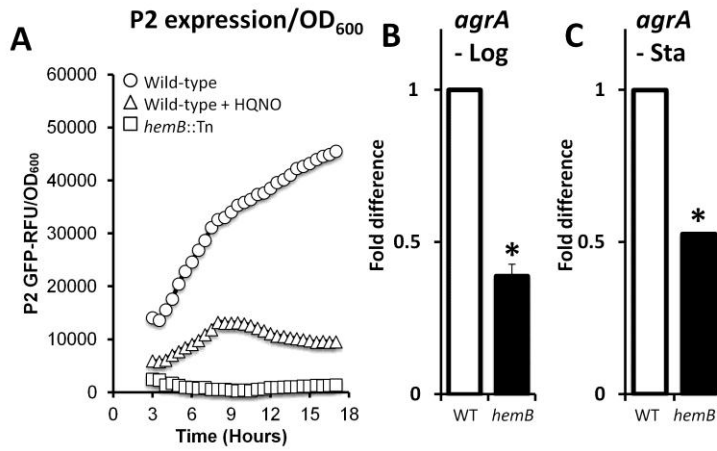 P2 expression/OD600
A
60000
50000
40000
30000
20000
10000
0
P2 GFP-RFU/OD600
Wild-type
Wild-type + HQNO
hemB::Tn
0 3 6 9 12 15 18
Time (Hours)
B
agrA
- Log
1
0.5
0
Fold difference
WT hemB
*
C
agrA
- Sta
1
0.5
0
Fold difference
WT hemB
*